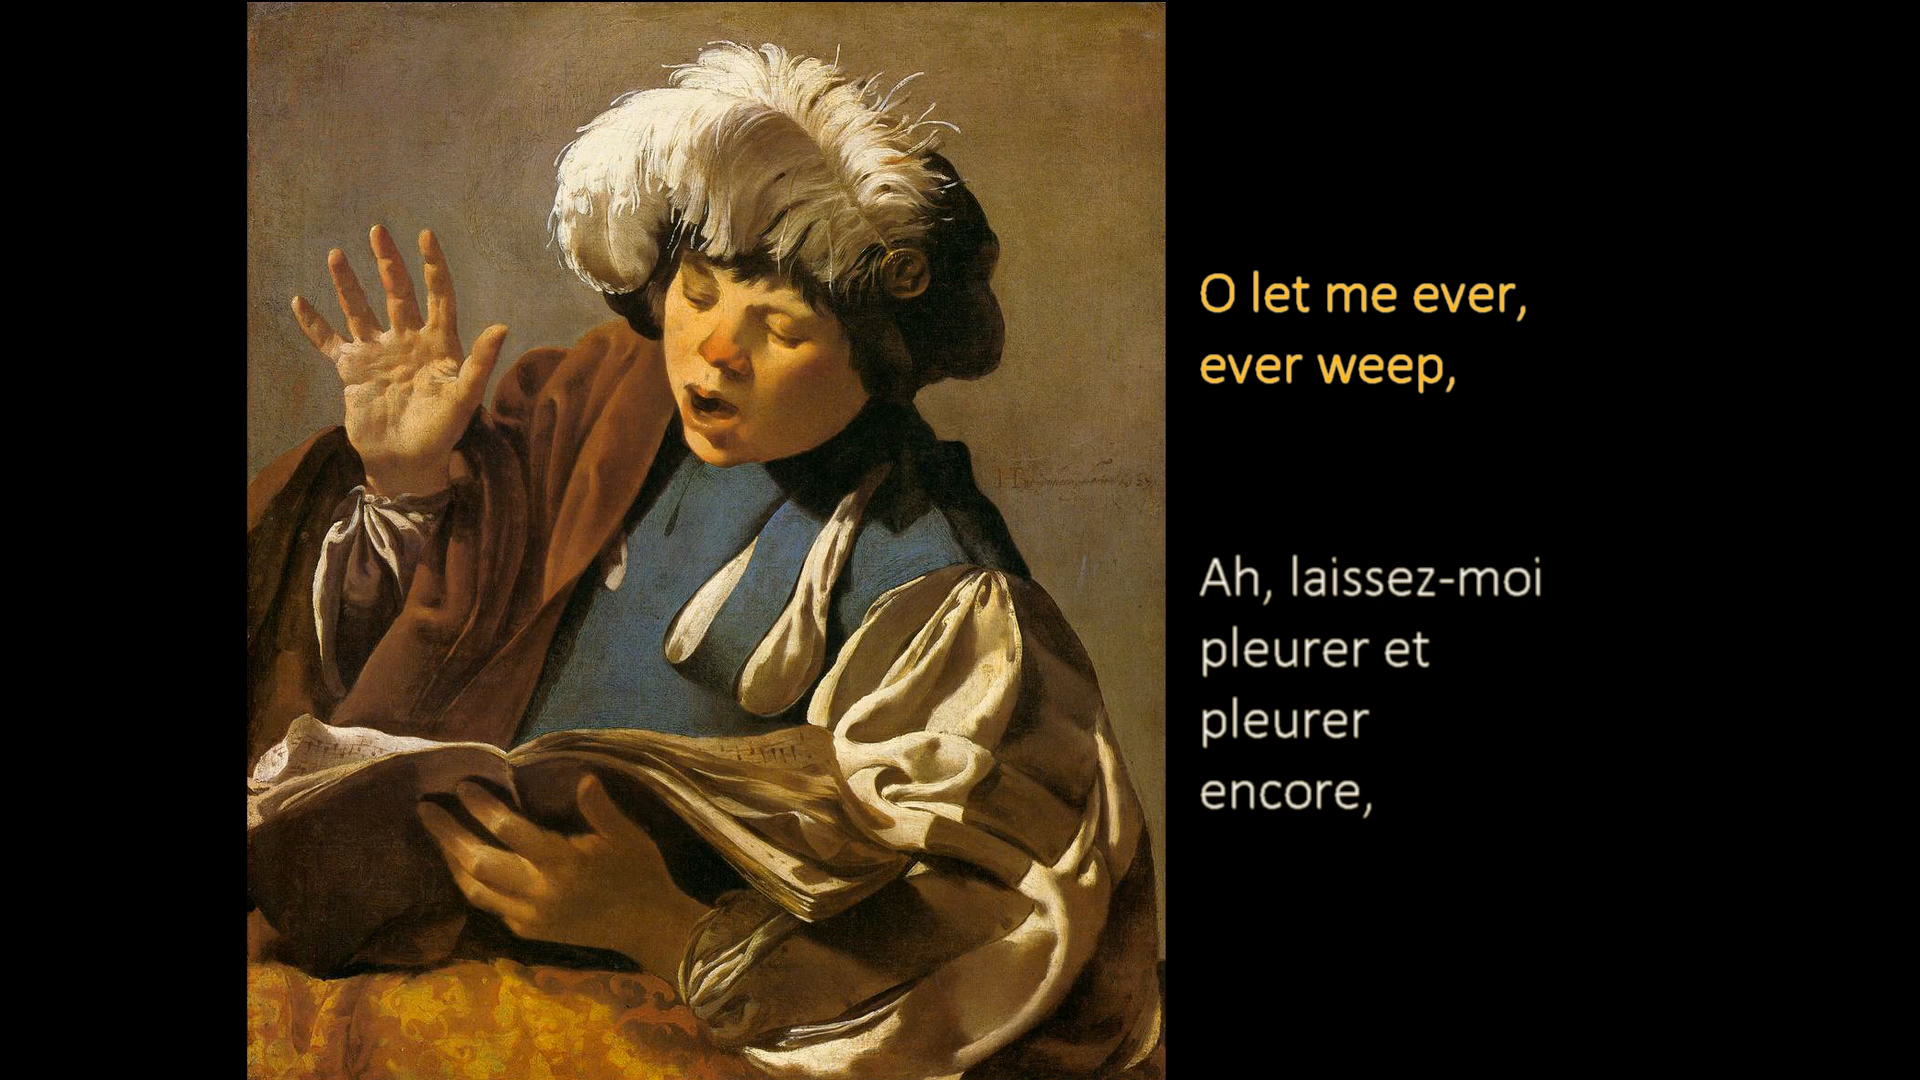 O let me ever,
ever weep,
Ah, laissez-moi
pleurer et
pleurer
encore,